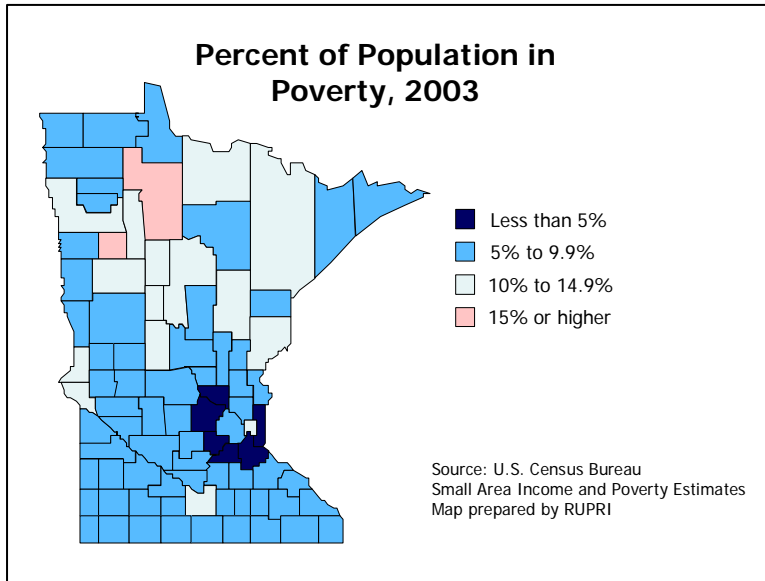 Percent of Population in
Poverty, 2003
Less than 5%
5% to 9.9%
10% to 14.9%
15% or higher
Source: U.S. Census Bureau
Small Area Income and Poverty Estimates
Map prepared by RUPRI